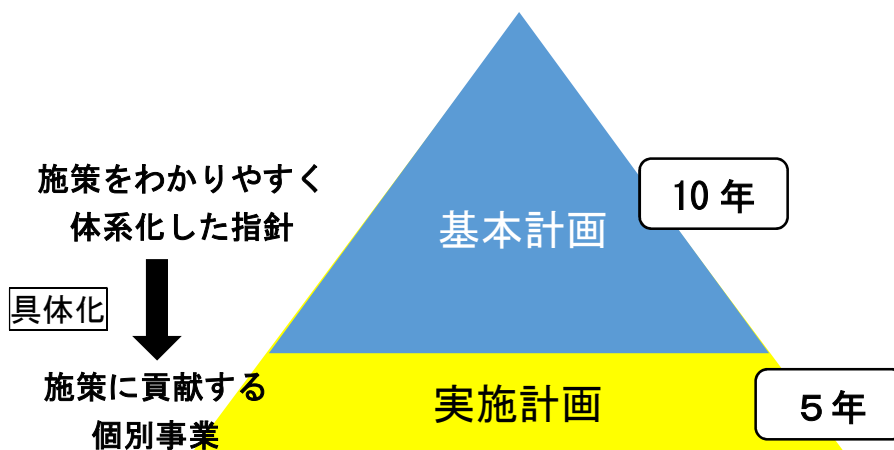 施策をわかりやすく
体系化した指針
具体化
施策に貢献する
個別事業
基本計画
10年
実施計画
5年